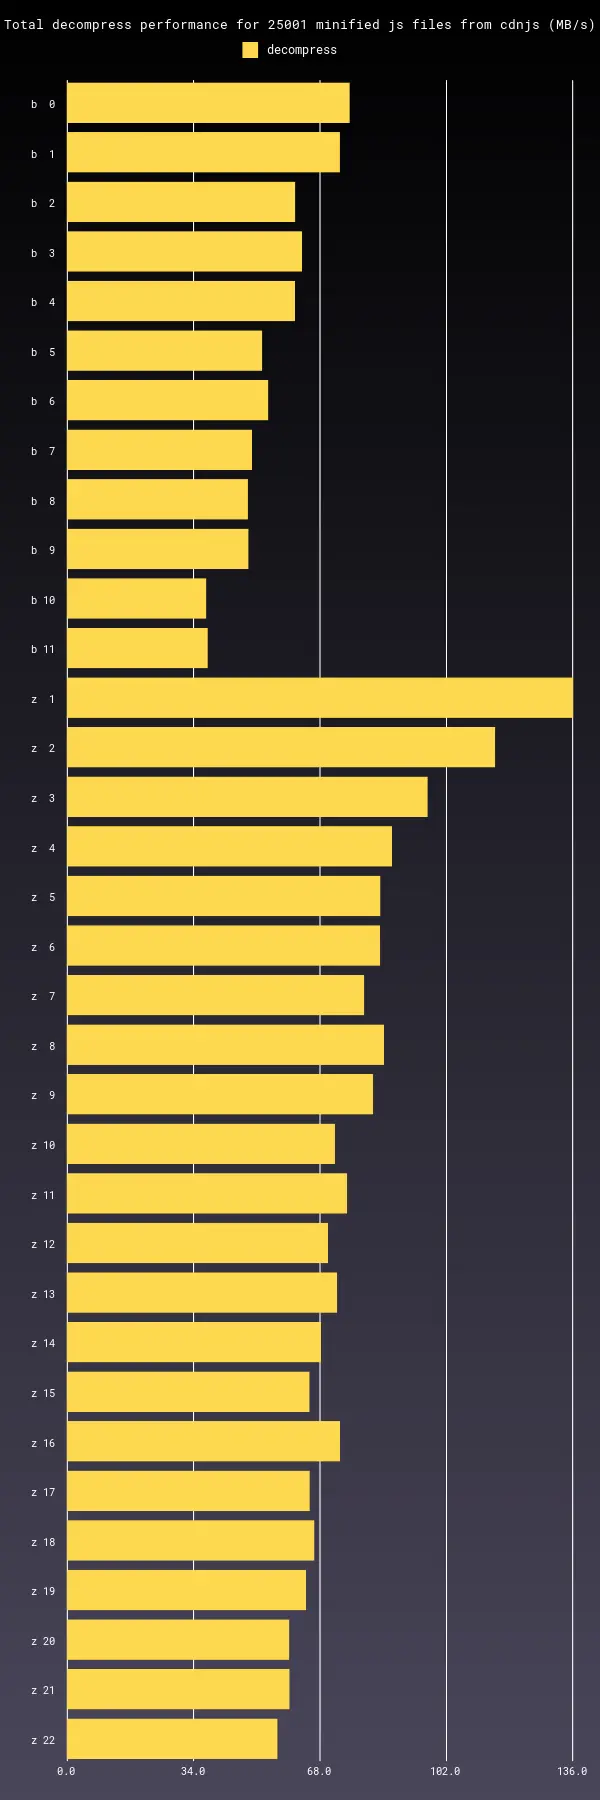 Total decompress performance for 25001 minified js files from cdnjs (MB/s)
decompress
b  0
b  1
b  2
b  3
b  4
b  5
b  6
b  7
b  8
b  9
b 10
b 11
z  1
z  2
z  3
z  4
z  5
z  6
z  7
z  8
z  9
z 10
z 11
z 12
z 13
z 14
z 15
z 16
z 17
z 18
z 19
z 20
z 21
z 22
0.0 34.0 68.0 102.0 136.0